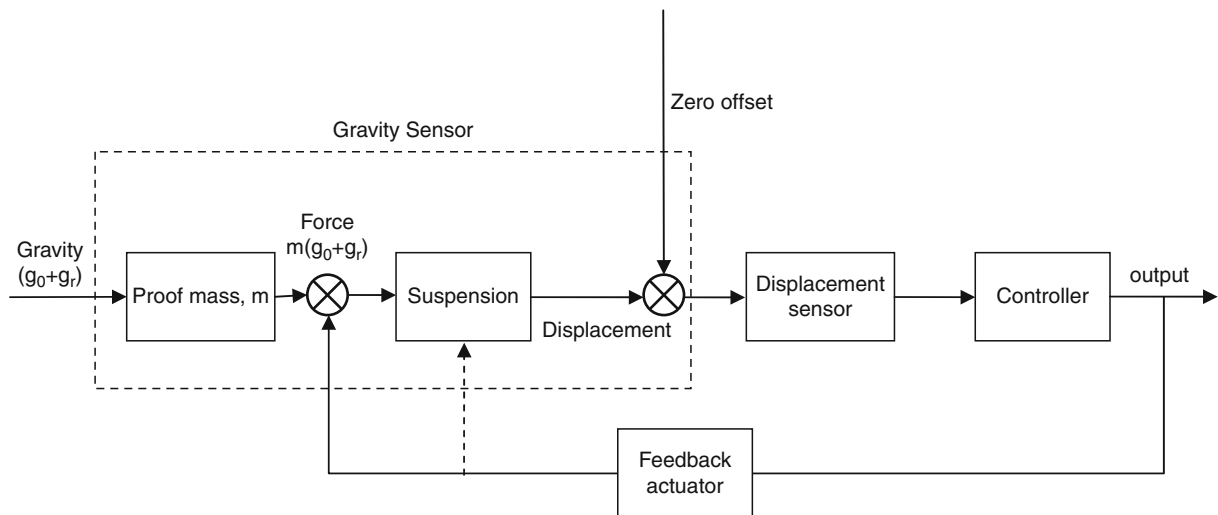 Zero offset
Gravity Sensor
Gravity
(g₀+gᵣ)
Proof mass, m
Force
m(g₀+gᵣ)
Suspension
Displacement
Displacement
sensor
Controller
output
Feedback
actuator